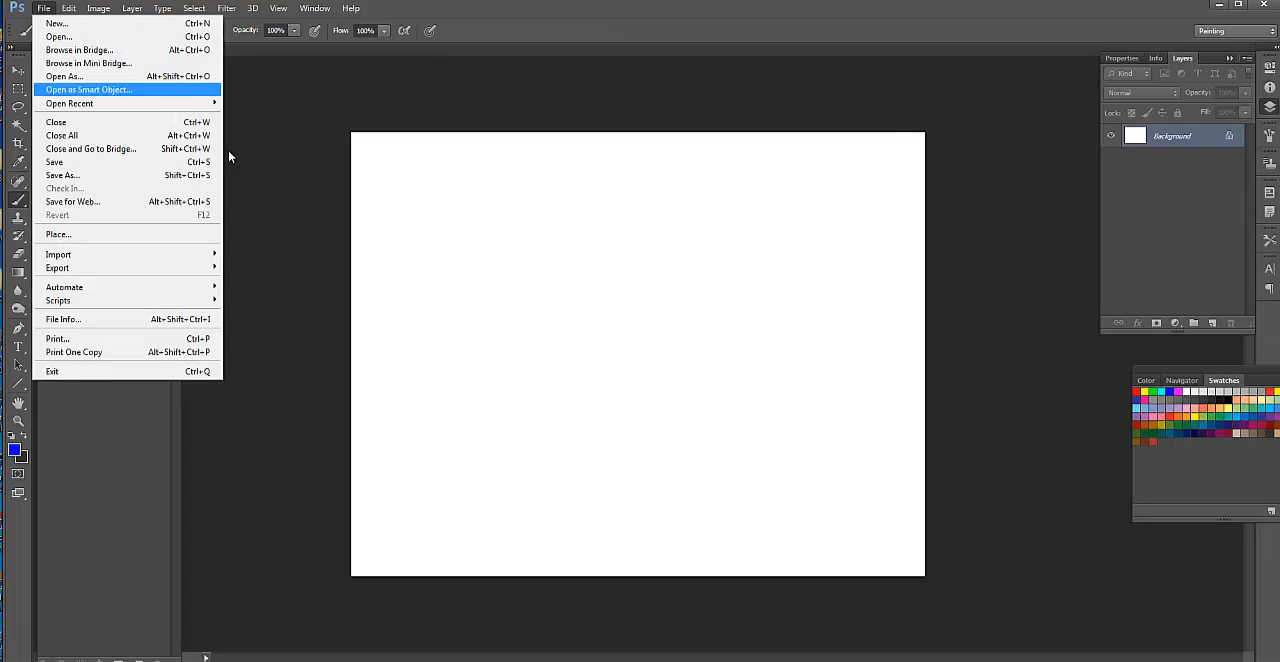 Ps File Edit Image Layer Type Select Filter 3D View Window Help
Opacity: 100% Flow: 100% Painting
New... Ctrl+N
Open... Ctrl+O
Browse in Bridge... Alt+Ctrl+O
Browse in Mini Bridge...
Open As... Alt+Shift+Ctrl+O
Open as Smart Object...
Open Recent
Close Ctrl+W
Close All Alt+Ctrl+W
Close and Go to Bridge... Shift+Ctrl+W
Save Ctrl+S
Save As... Shift+Ctrl+S
Check In...
Save for Web... Alt+Shift+Ctrl+S
Revert F12
Place...
Import
Export
Automate
Scripts
File Info... Alt+Shift+Ctrl+I
Print... Ctrl+P
Print One Copy Alt+Shift+Ctrl+P
Exit Ctrl+Q
Properties Info Layers
Kind
Normal Opacity: 100%
Lock: Fill: 100%
Background
Color Navigator Swatches